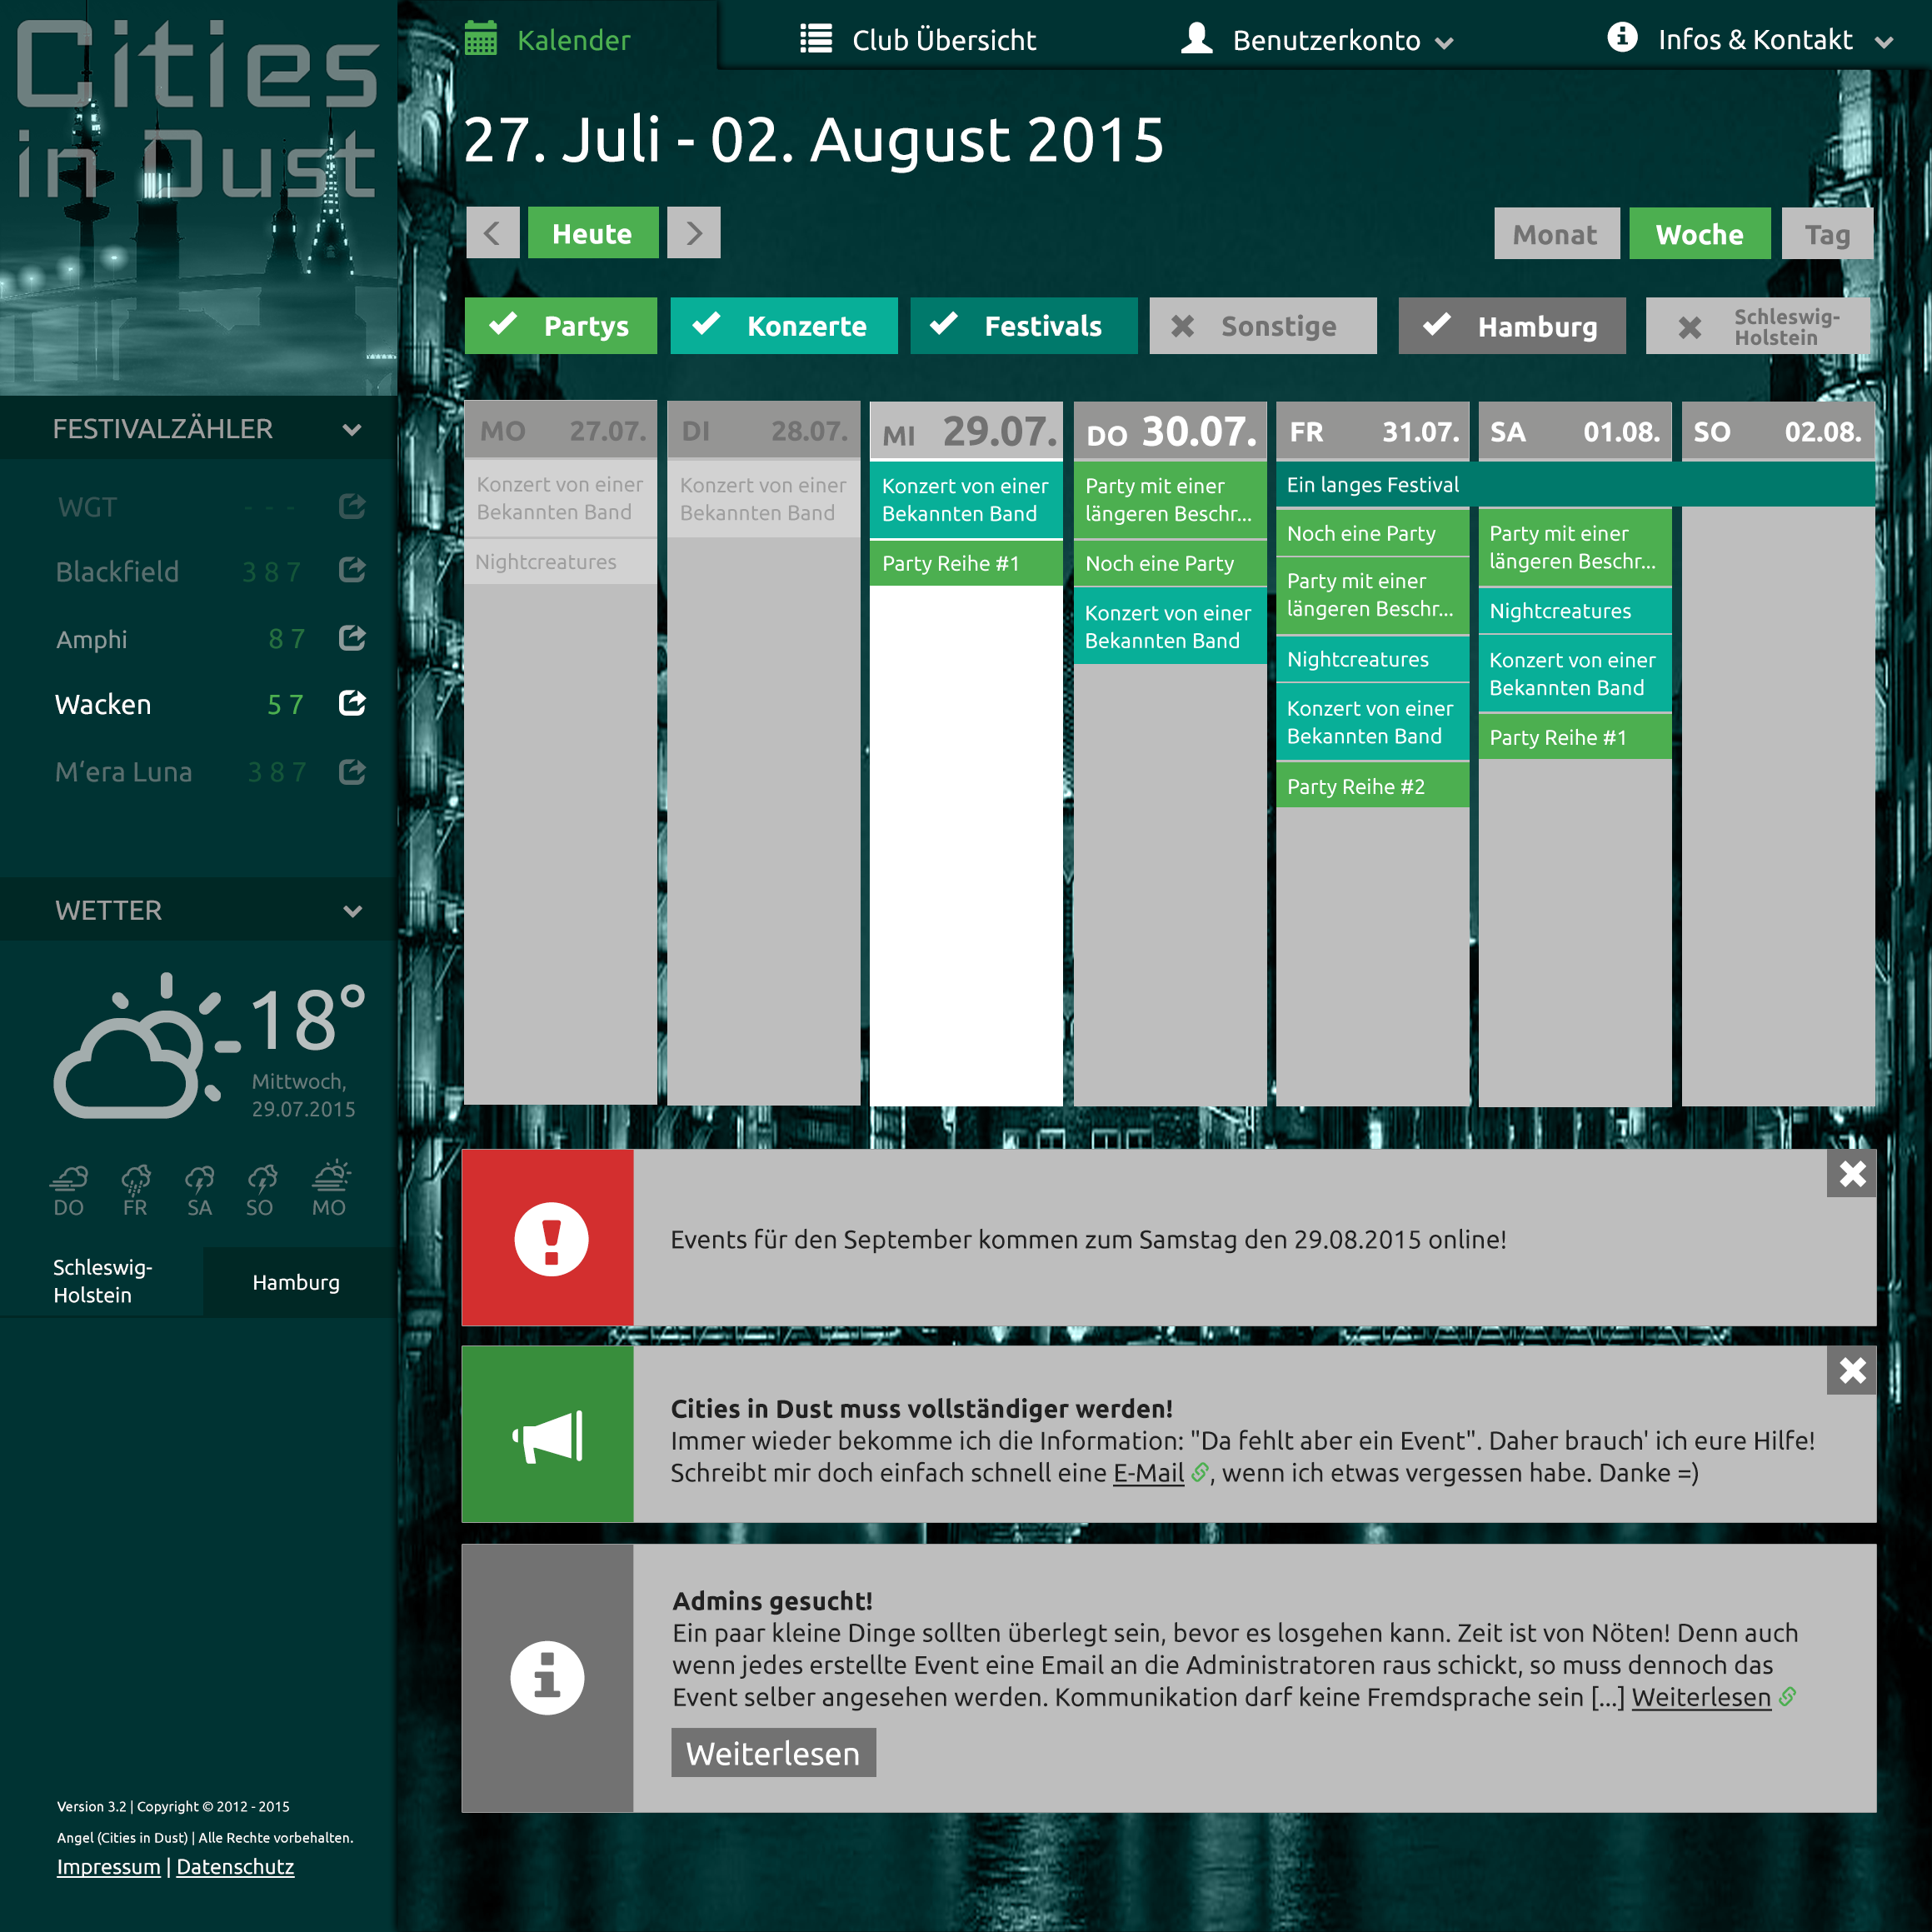 Cities
in Dust
Kalender
Club Übersicht
Benutzerkonto
Infos & Kontakt
27. Juli - 02. August 2015
Heute
Monat
Woche
Tag
Partys
Konzerte
Festivals
Sonstige
Hamburg
Schleswig-
Holstein
FESTIVALZÄHLER
WGT - - -
Blackfield 387
Amphi 87
Wacken 57
M‘era Luna 387
WETTER
18°
Mittwoch,
29.07.2015
DO FR SA SO MO
Schleswig-
Holstein
Hamburg
MO 27.07.
Konzert von einer
Bekannten Band
Nightcreatures
DI 28.07.
Konzert von einer
Bekannten Band
MI 29.07.
Konzert von einer
Bekannten Band
Party Reihe #1
DO 30.07.
Party mit einer
längeren Beschr...
Noch eine Party
Konzert von einer
Bekannten Band
FR 31.07.
Ein langes Festival
Noch eine Party
Party mit einer
längeren Beschr...
Nightcreatures
Konzert von einer
Bekannten Band
Party Reihe #2
SA 01.08.
Party mit einer
längeren Beschr...
Nightcreatures
Konzert von einer
Bekannten Band
Party Reihe #1
SO 02.08.
Events für den September kommen zum Samstag den 29.08.2015 online!
Cities in Dust muss vollständiger werden!
Immer wieder bekomme ich die Information: "Da fehlt aber ein Event". Daher brauch' ich eure Hilfe!
Schreibt mir doch einfach schnell eine E-Mail, wenn ich etwas vergessen habe. Danke =)
Admins gesucht!
Ein paar kleine Dinge sollten überlegt sein, bevor es losgehen kann. Zeit ist von Nöten! Denn auch
wenn jedes erstellte Event eine Email an die Administratoren raus schickt, so muss dennoch das
Event selber angesehen werden. Kommunikation darf keine Fremdsprache sein [...] Weiterlesen
Weiterlesen
Version 3.2 | Copyright © 2012 - 2015
Angel (Cities in Dust) | Alle Rechte vorbehalten.
Impressum | Datenschutz